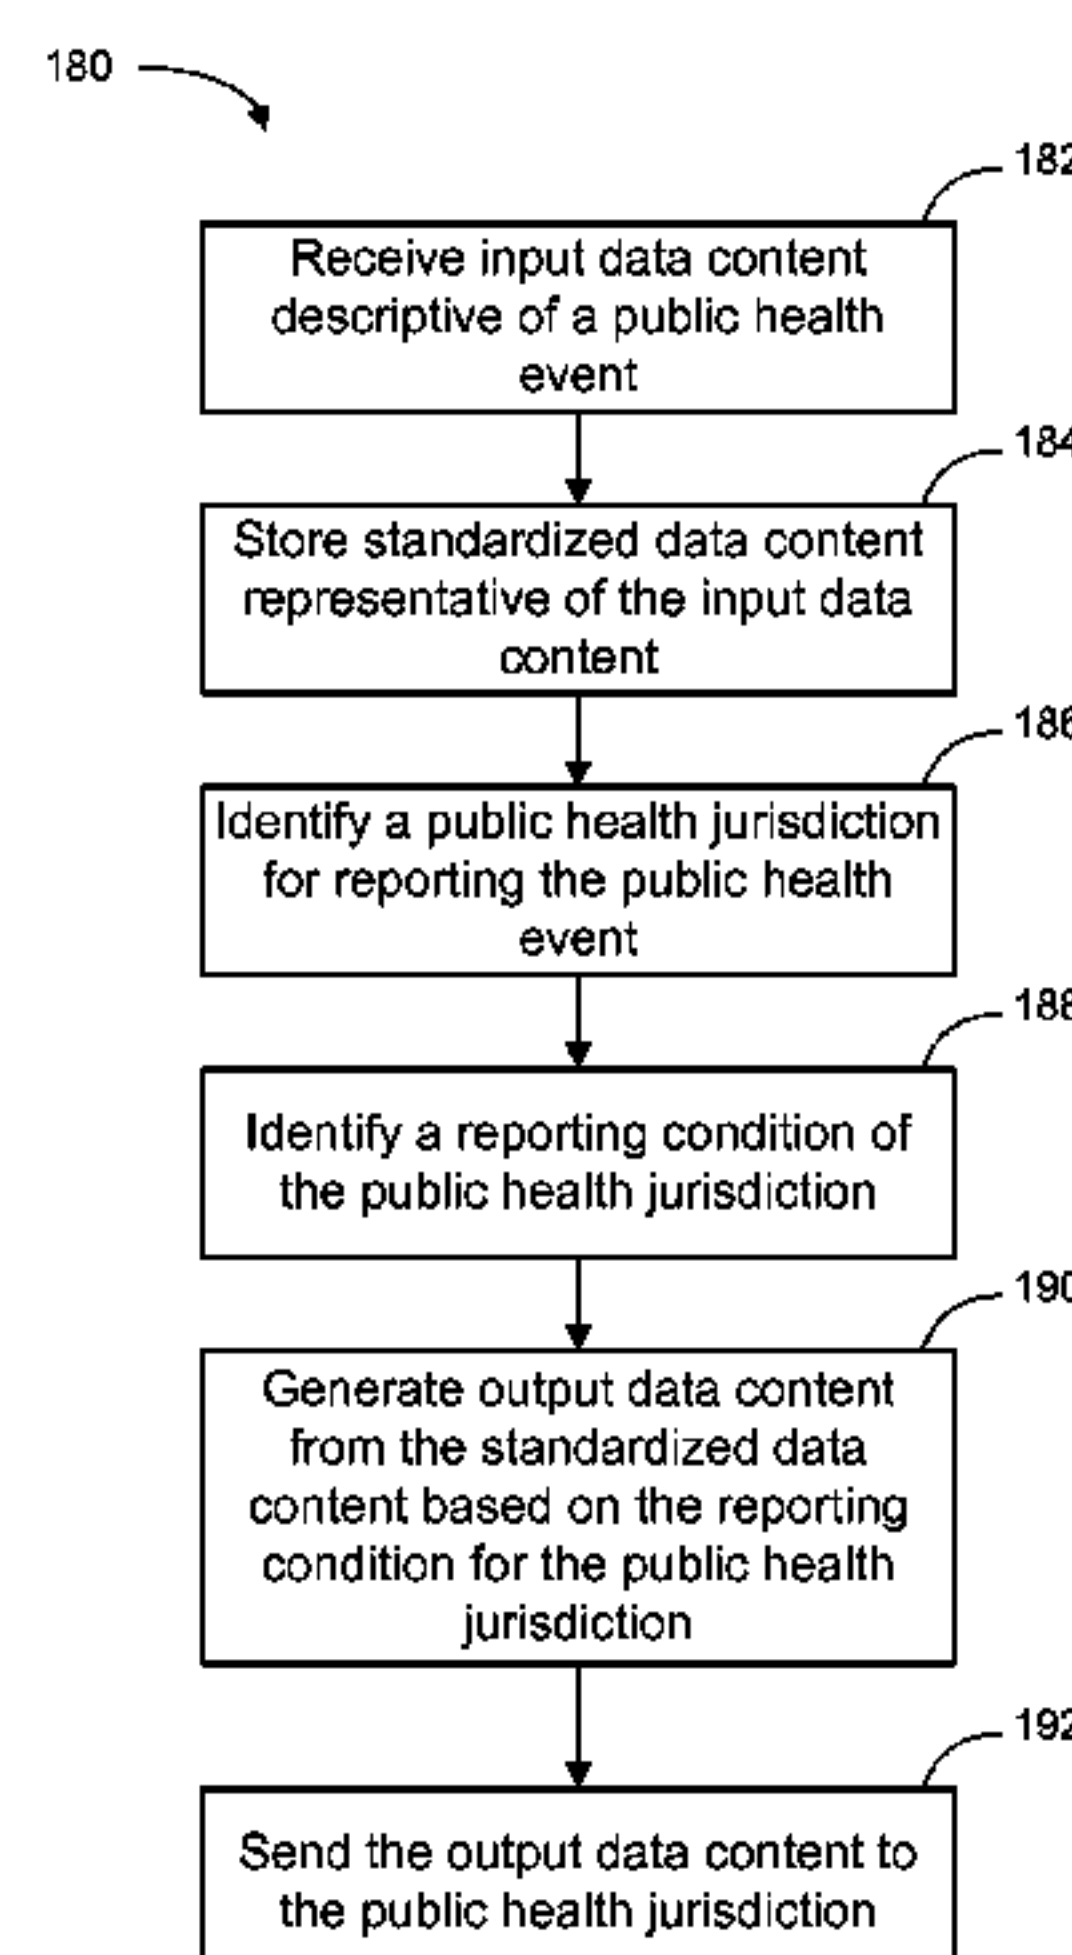 180
182
Receive input data content
descriptive of a public health
event
184
Store standardized data content
representative of the input data
content
186
Identify a public health jurisdiction
for reporting the public health
event
188
Identify a reporting condition of
the public health jurisdiction
190
Generate output data content
from the standardized data
content based on the reporting
condition for the public health
jurisdiction
192
Send the output data content to
the public health jurisdiction